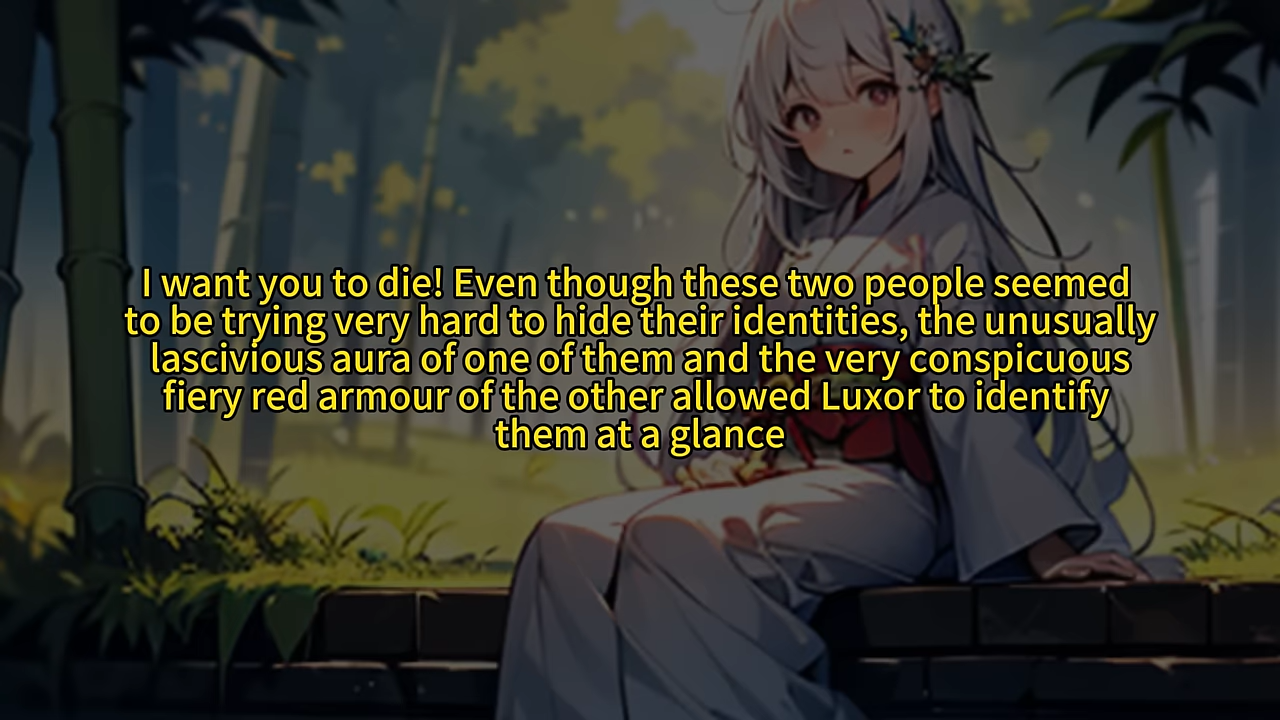 I want you to die! Even though these two people seemed
to be trying very hard to hide their identities, the unusually
lascivious aura of one of them and the very conspicuous
fiery red armour of the other allowed Luxor to identify
them at a glance